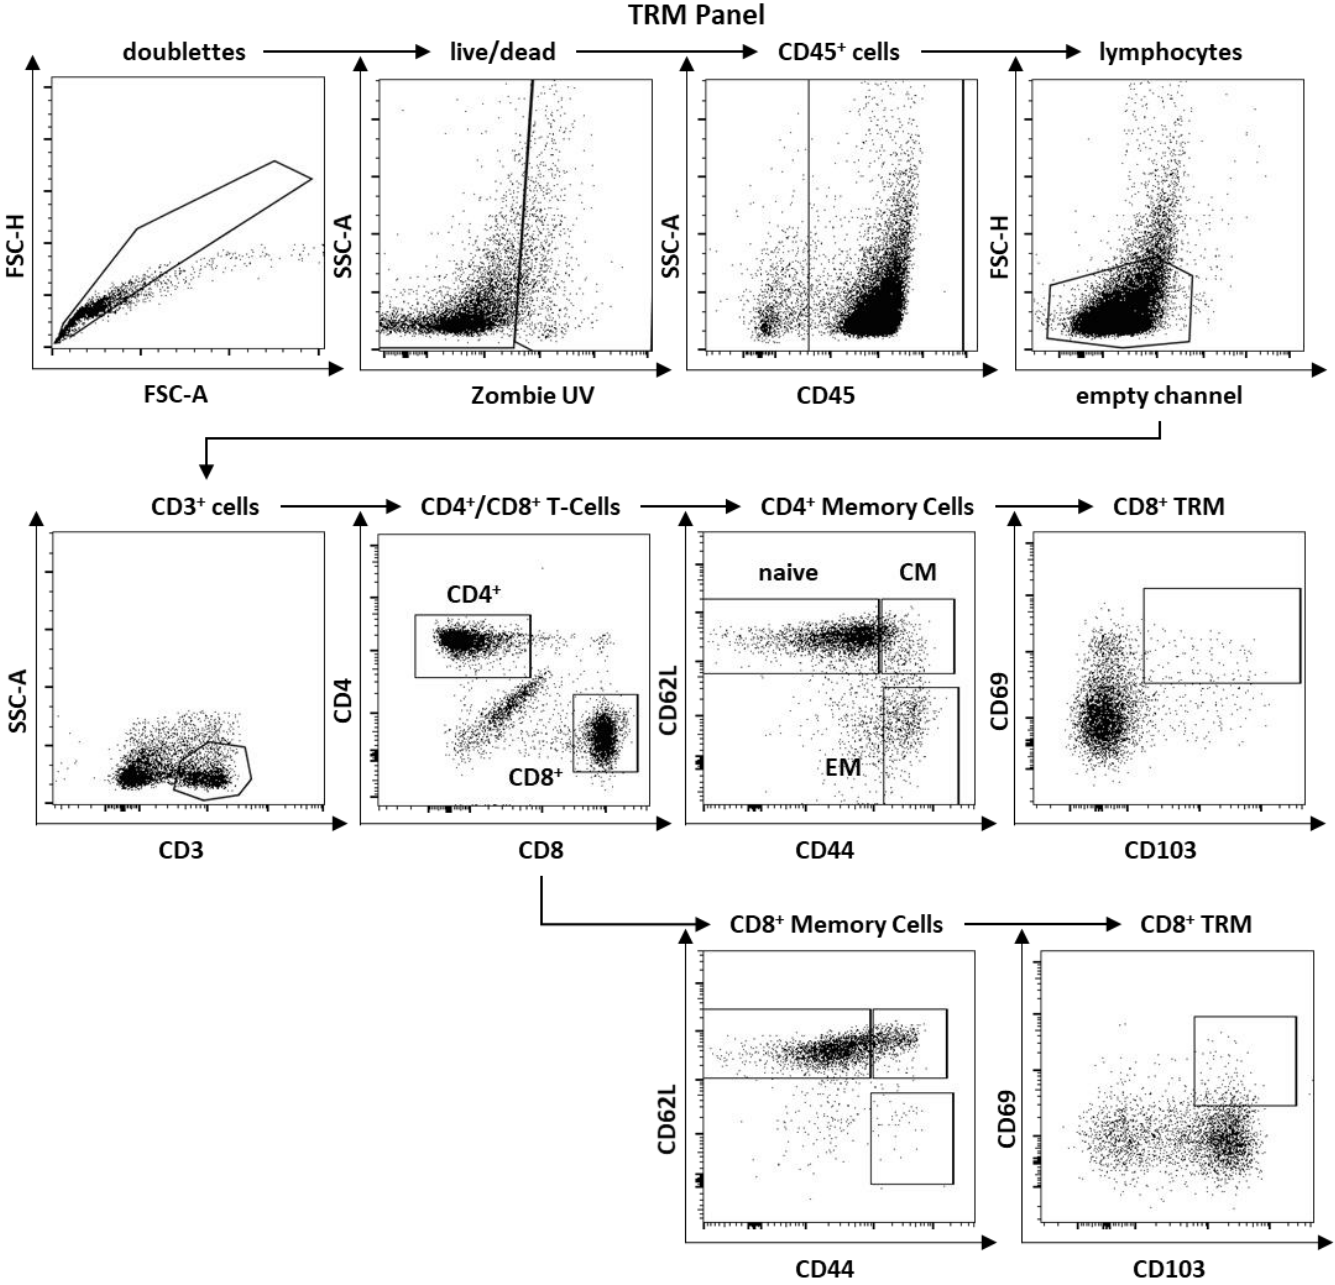 TRM Panel
doublettes live/dead CD45⁺ cells lymphocytes
FSC-H SSC-A SSC-A FSC-H
FSC-A Zombie UV CD45 empty channel
CD3⁺ cells CD4⁺/CD8⁺ T-Cells CD4⁺ Memory Cells CD8⁺ TRM
naive CM
CD4⁺
SSC-A CD4 CD62L CD69
CD8⁺ EM
CD3 CD8 CD44 CD103
CD8⁺ Memory Cells CD8⁺ TRM
CD62L CD69
CD44 CD103